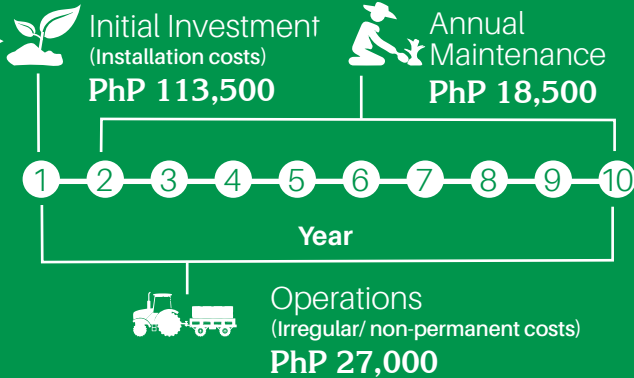 Initial Investment
(Installation costs)
PhP 113,500
Annual
Maintenance
PhP 18,500
1 2 3 4 5 6 7 8 9 10
Year
Operations
(Irregular/ non-permanent costs)
PhP 27,000